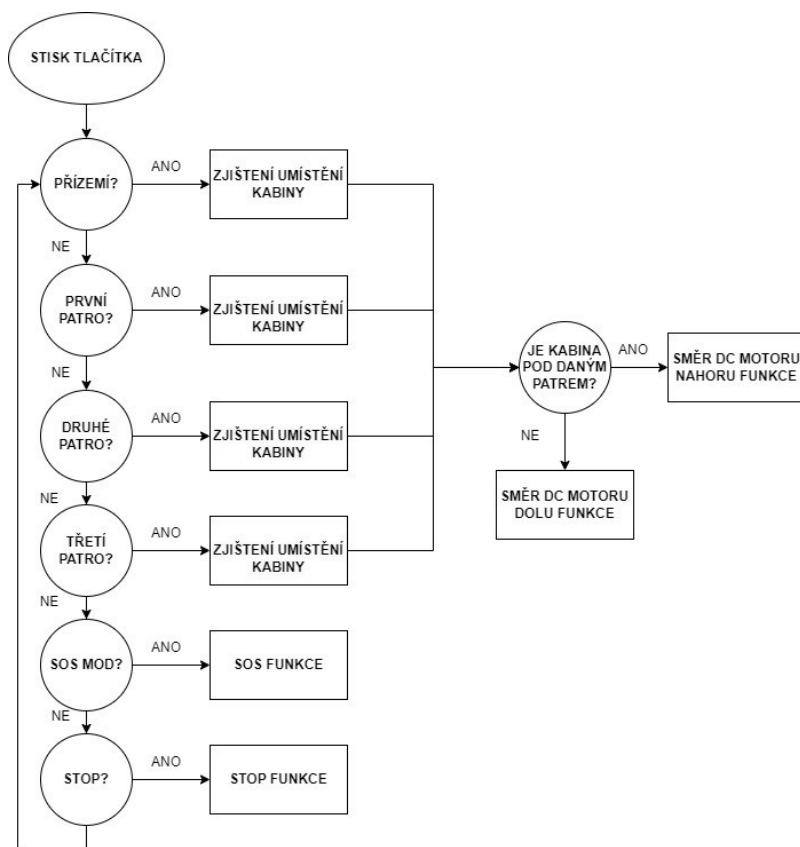 STISK TLAČÍTKA
PŘÍZEMÍ?
ANO
ZJIŠTENÍ UMÍSTĚNÍ
KABINY
NE
PRVNÍ
PATRO?
ANO
ZJIŠTENÍ UMÍSTĚNÍ
KABINY
NE
DRUHÉ
PATRO?
ANO
ZJIŠTENÍ UMÍSTĚNÍ
KABINY
NE
TŘETÍ
PATRO?
ANO
ZJIŠTENÍ UMÍSTĚNÍ
KABINY
NE
SOS MOD?
ANO
SOS FUNKCE
NE
STOP?
ANO
STOP FUNKCE
JE KABINA
POD DANÝM
PATREM?
ANO
SMĚR DC MOTORU
NAHORU FUNKCE
NE
SMĚR DC MOTORU
DOLU FUNKCE